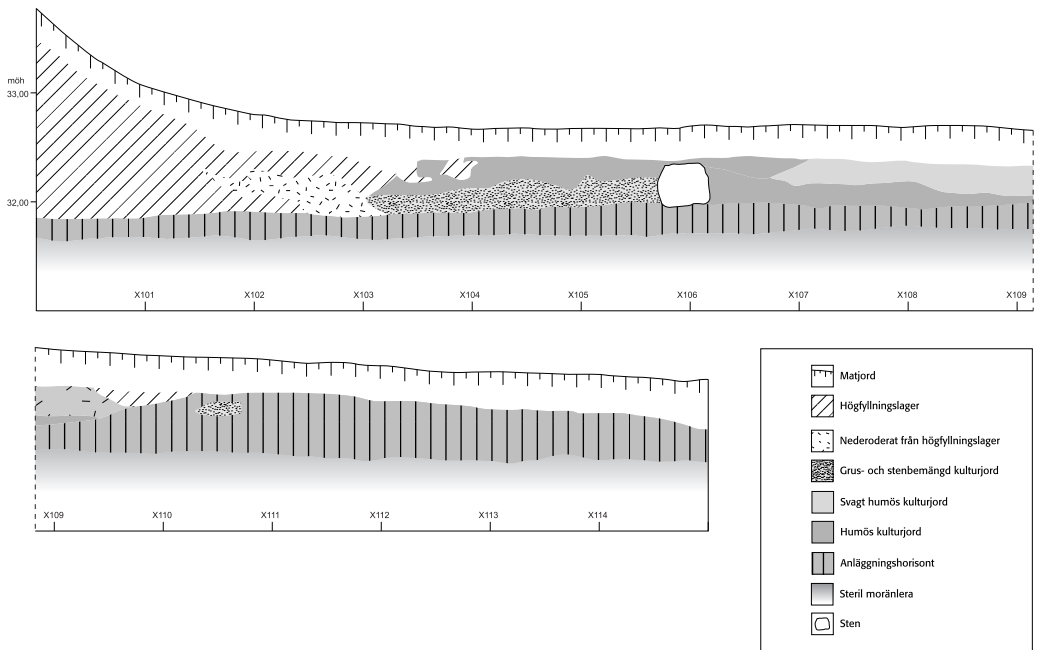 möh
33,00
32,00
X101 X102 X103 X104 X105 X106 X107 X108 X109
X109 X110 X111 X112 X113 X114
Matjord
Högfyllningslager
Nederoderat från högfyllningslager
Grus- och stenbemängd kulturjord
Svagt humös kulturjord
Humös kulturjord
Anläggningshorisont
Steril moränlera
Sten